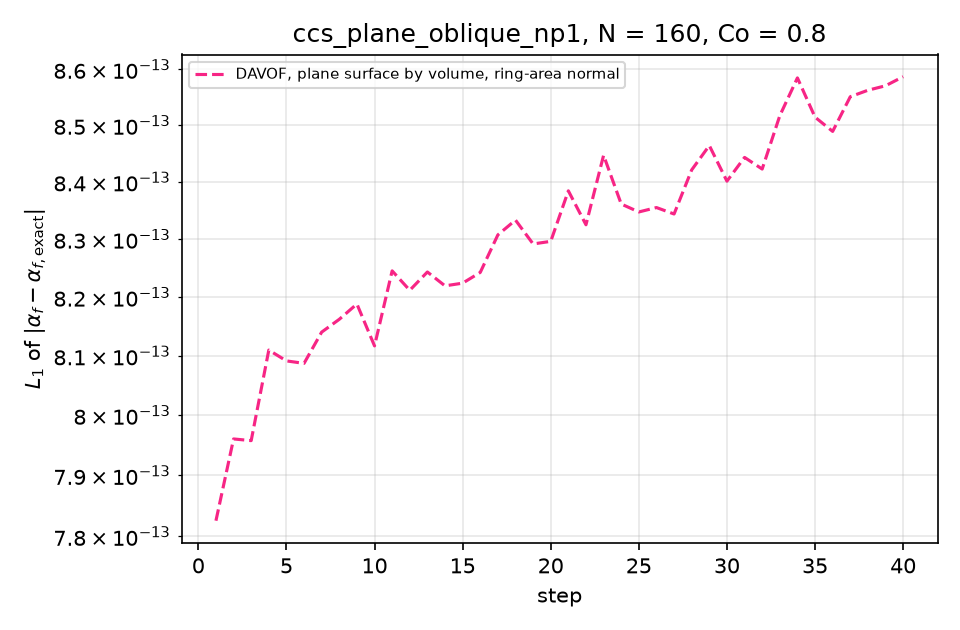 ccs_plane_oblique_np1, N = 160, Co = 0.8
DAVOF, plane surface by volume, ring-area normal
8.6 × 10⁻¹³
8.5 × 10⁻¹³
8.4 × 10⁻¹³
8.3 × 10⁻¹³
8.2 × 10⁻¹³
8.1 × 10⁻¹³
8 × 10⁻¹³
7.9 × 10⁻¹³
7.8 × 10⁻¹³
L₁ of |α_f − α_{f, exact}|
0 5 10 15 20 25 30 35 40
step